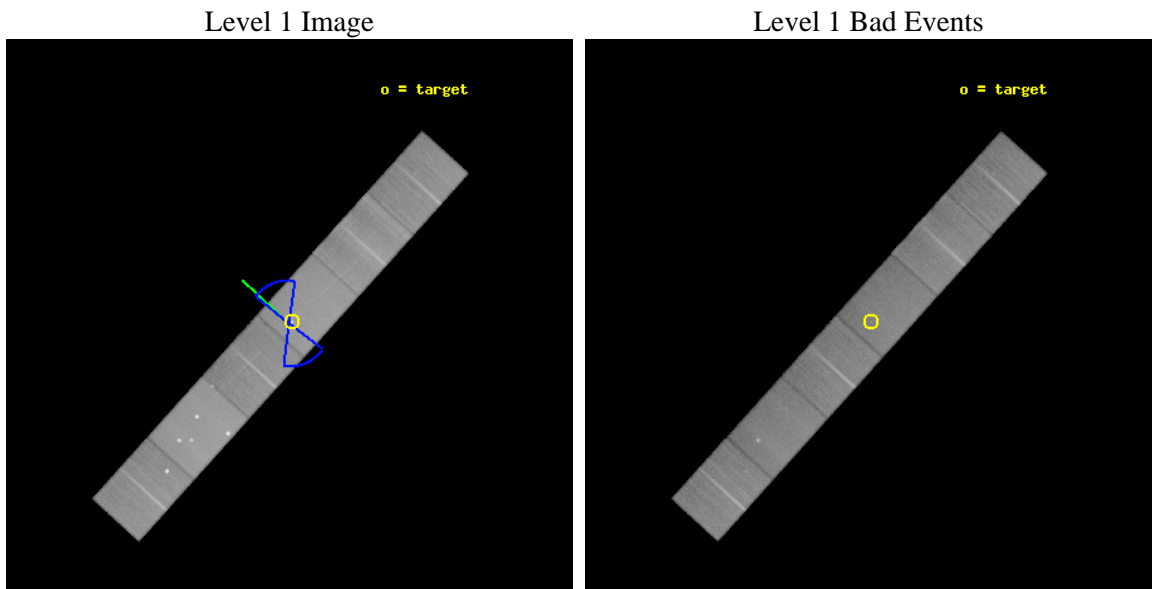 Level 1 Image
Level 1 Bad Events
o = target
o = target